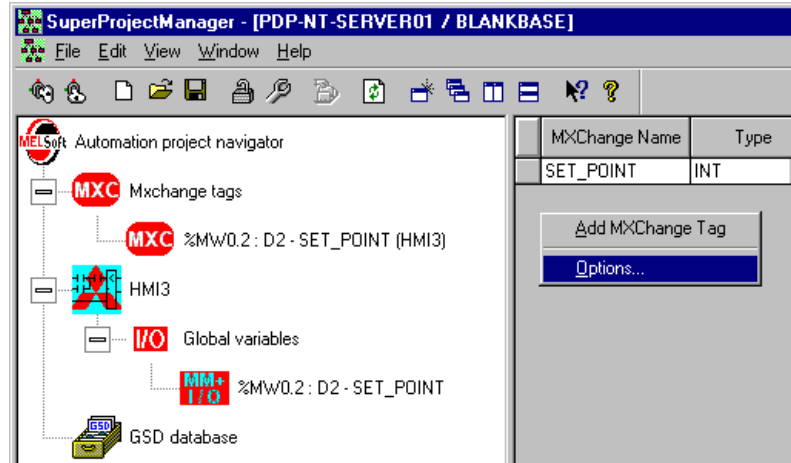 SuperProjectManager - [PDP-NT-SERVER01 / BLANKBASE]
File Edit View Window Help
MELSoft Automation project navigator
MXC Mxchange tags
MXC %MW0.2 : D2 - SET_POINT (HMI3)
HMI3
I/O Global variables
MM+ I/O %MW0.2 : D2 - SET_POINT
GSD GSD database
MXChange Name Type
SET_POINT INT
Add MXChange Tag
Options...